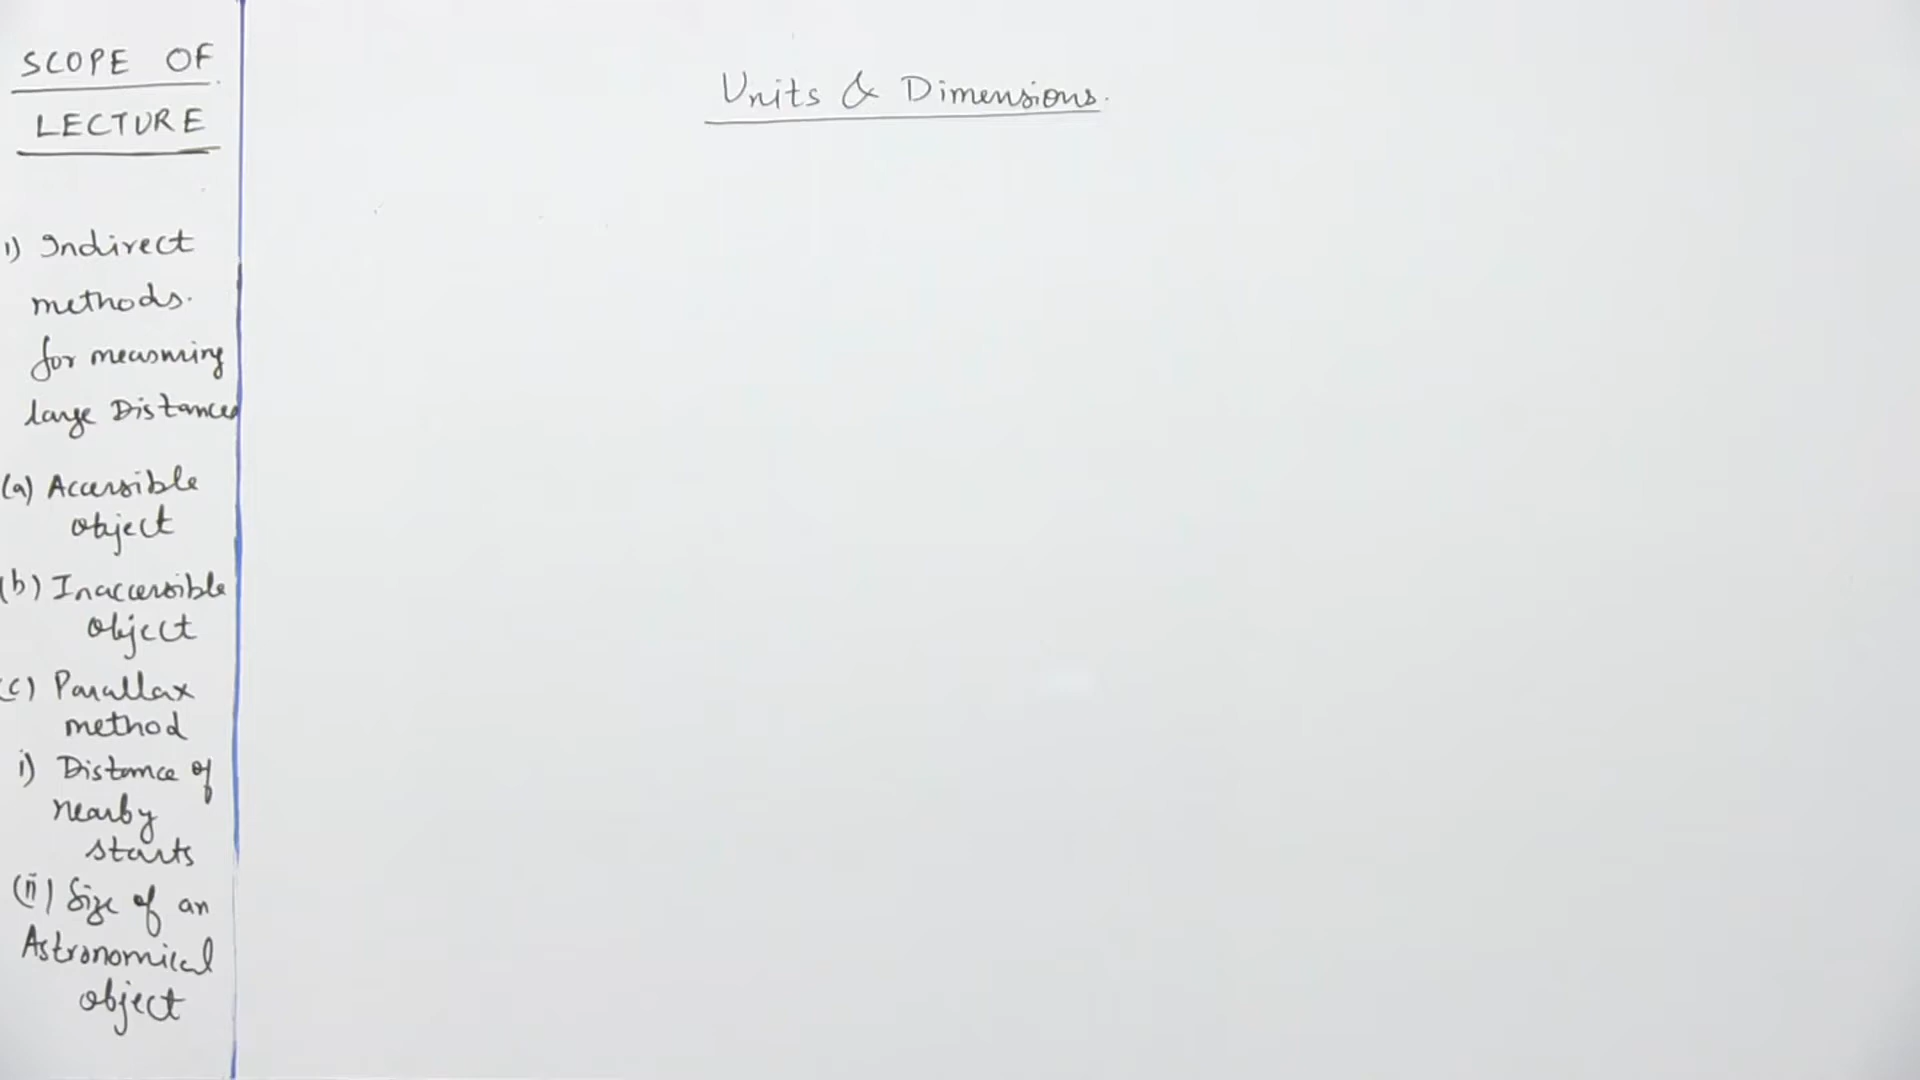 SCOPE OF
LECTURE
Units & Dimensions.
1) Indirect
methods.
for measuring
large Distances
(a) Accessible
object
(b) Inaccessible
object
(c) Parallax
method
i) Distance of
nearby
starts
(ii) Size of an
Astronomical
object